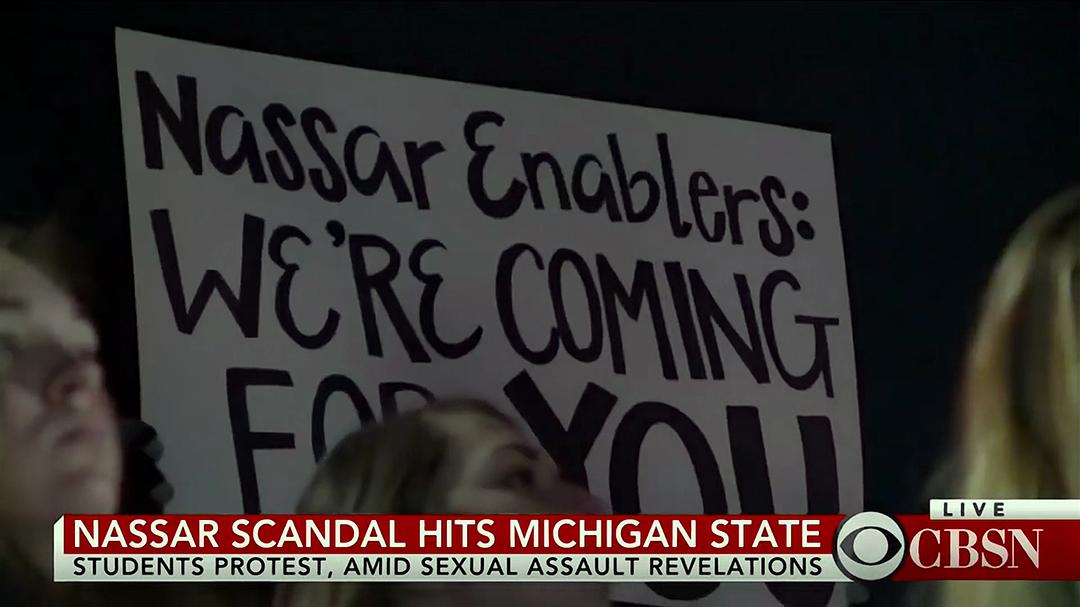 Nassar Enablers:
WE'RE COMING
FOR YOU
LIVE
NASSAR SCANDAL HITS MICHIGAN STATE
STUDENTS PROTEST, AMID SEXUAL ASSAULT REVELATIONS
CBSN